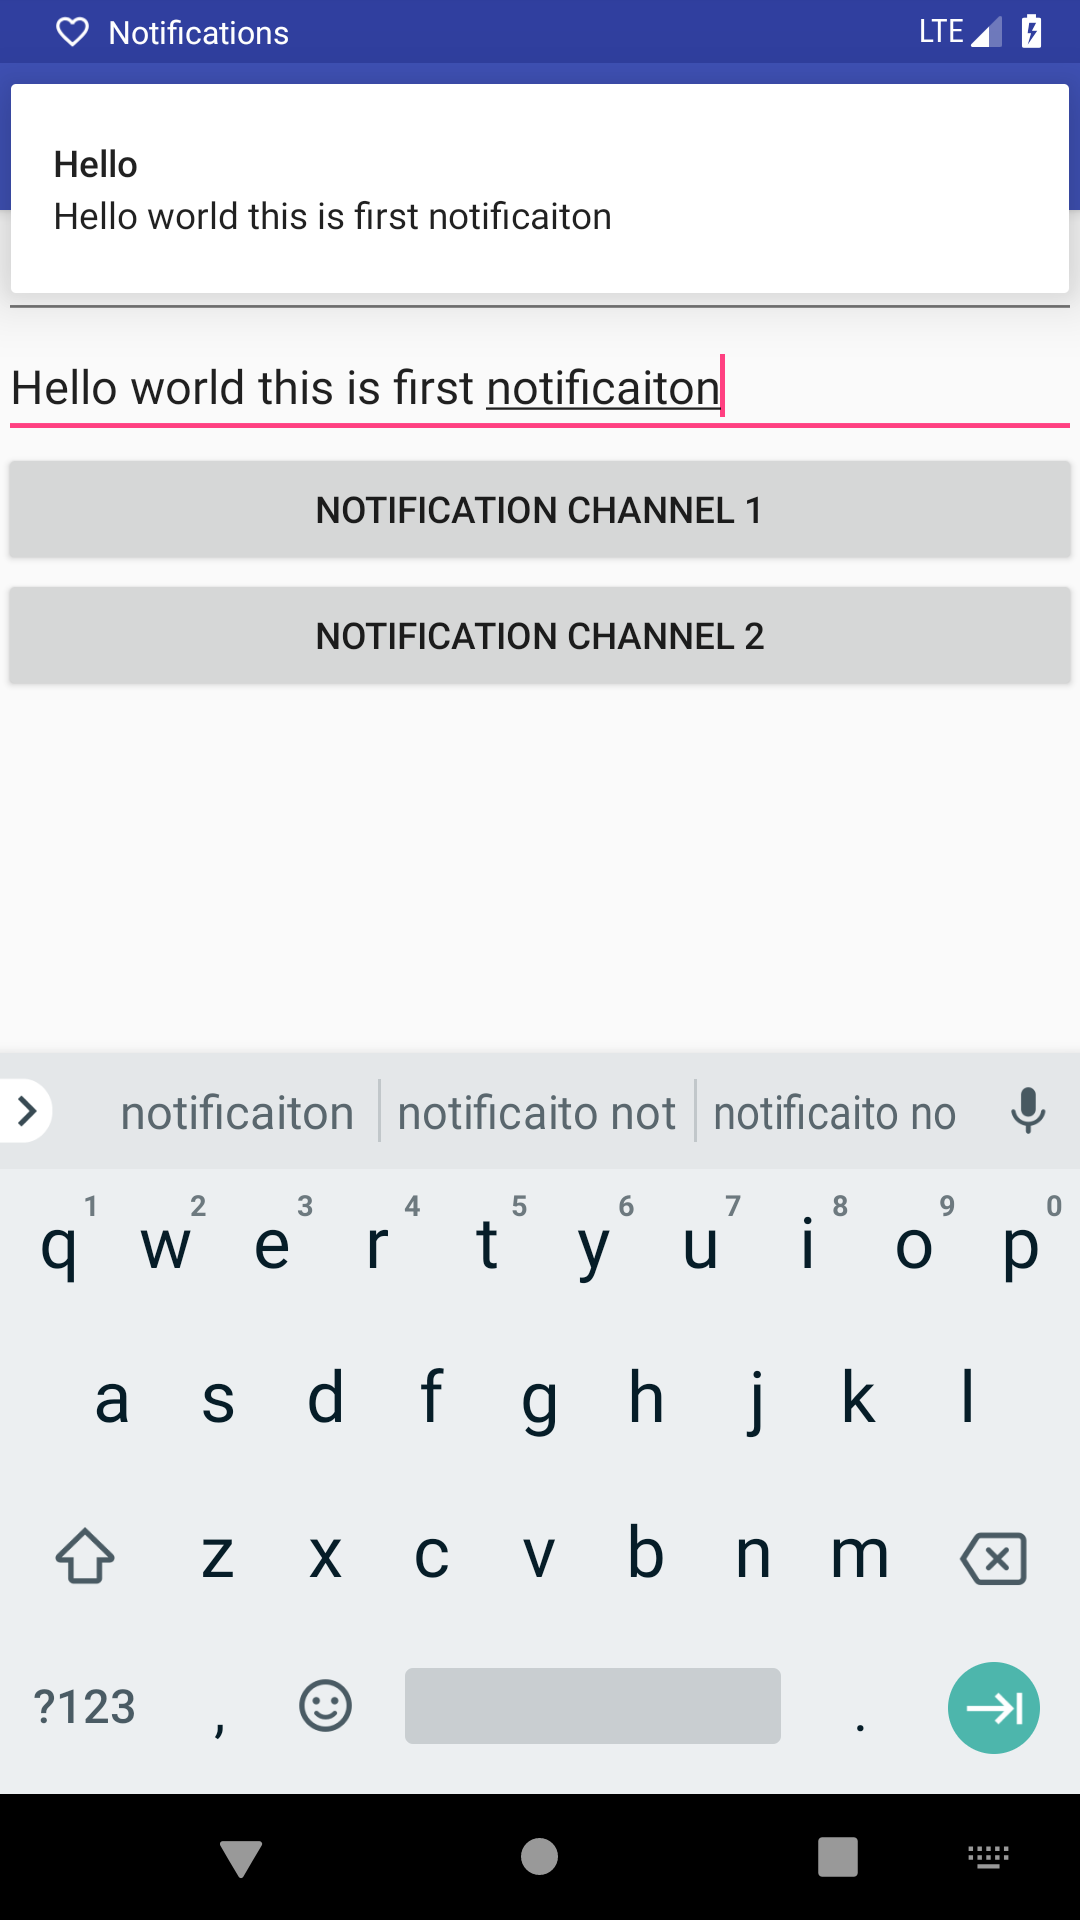 Notifications LTE
Hello
Hello world this is first notificaiton
Hello world this is first notificaiton
NOTIFICATION CHANNEL 1
NOTIFICATION CHANNEL 2
notificaiton notificaito not notificaito no
1 2 3 4 5 6 7 8 9 0
q w e r t y u i o p
a s d f g h j k l
z x c v b n m
?123 , .